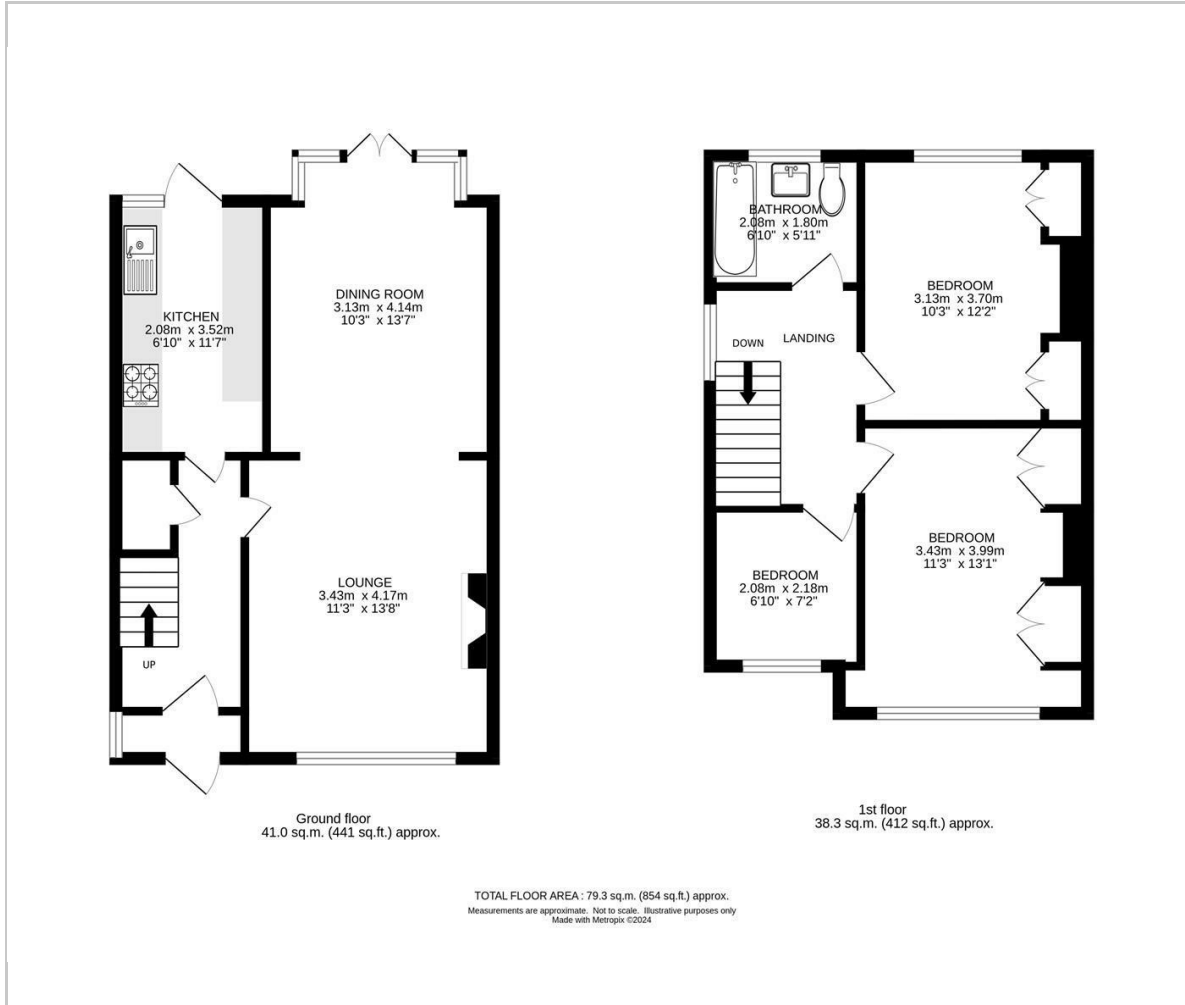 KITCHEN
2.08m x 3.52m
6'10" x 11'7"
DINING ROOM
3.13m x 4.14m
10'3" x 13'7"
LOUNGE
3.43m x 4.17m
11'3" x 13'8"
UP
Ground floor
41.0 sq.m. (441 sq.ft.) approx.
BATHROOM
2.08m x 1.80m
6'10" x 5'11"
BEDROOM
3.13m x 3.70m
10'3" x 12'2"
DOWN
LANDING
BEDROOM
3.43m x 3.99m
11'3" x 13'1"
BEDROOM
2.08m x 2.18m
6'10" x 7'2"
1st floor
38.3 sq.m. (412 sq.ft.) approx.
TOTAL FLOOR AREA : 79.3 sq.m. (854 sq.ft.) approx.
Measurements are approximate. Not to scale. Illustrative purposes only
Made with Metropix ©2024